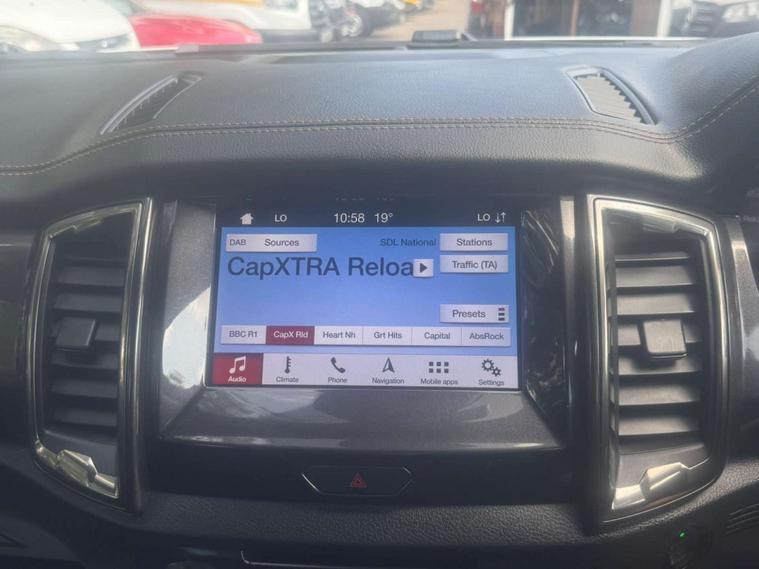 LO 10:58 19° LO
DAB Sources SDL National Stations
CapXTRA Reloa
Traffic (TA)
Presets
BBC R1 CapX Rld Heart Nh Grt Hits Capital AbsRock
Audio Climate Phone Navigation Mobile apps Settings